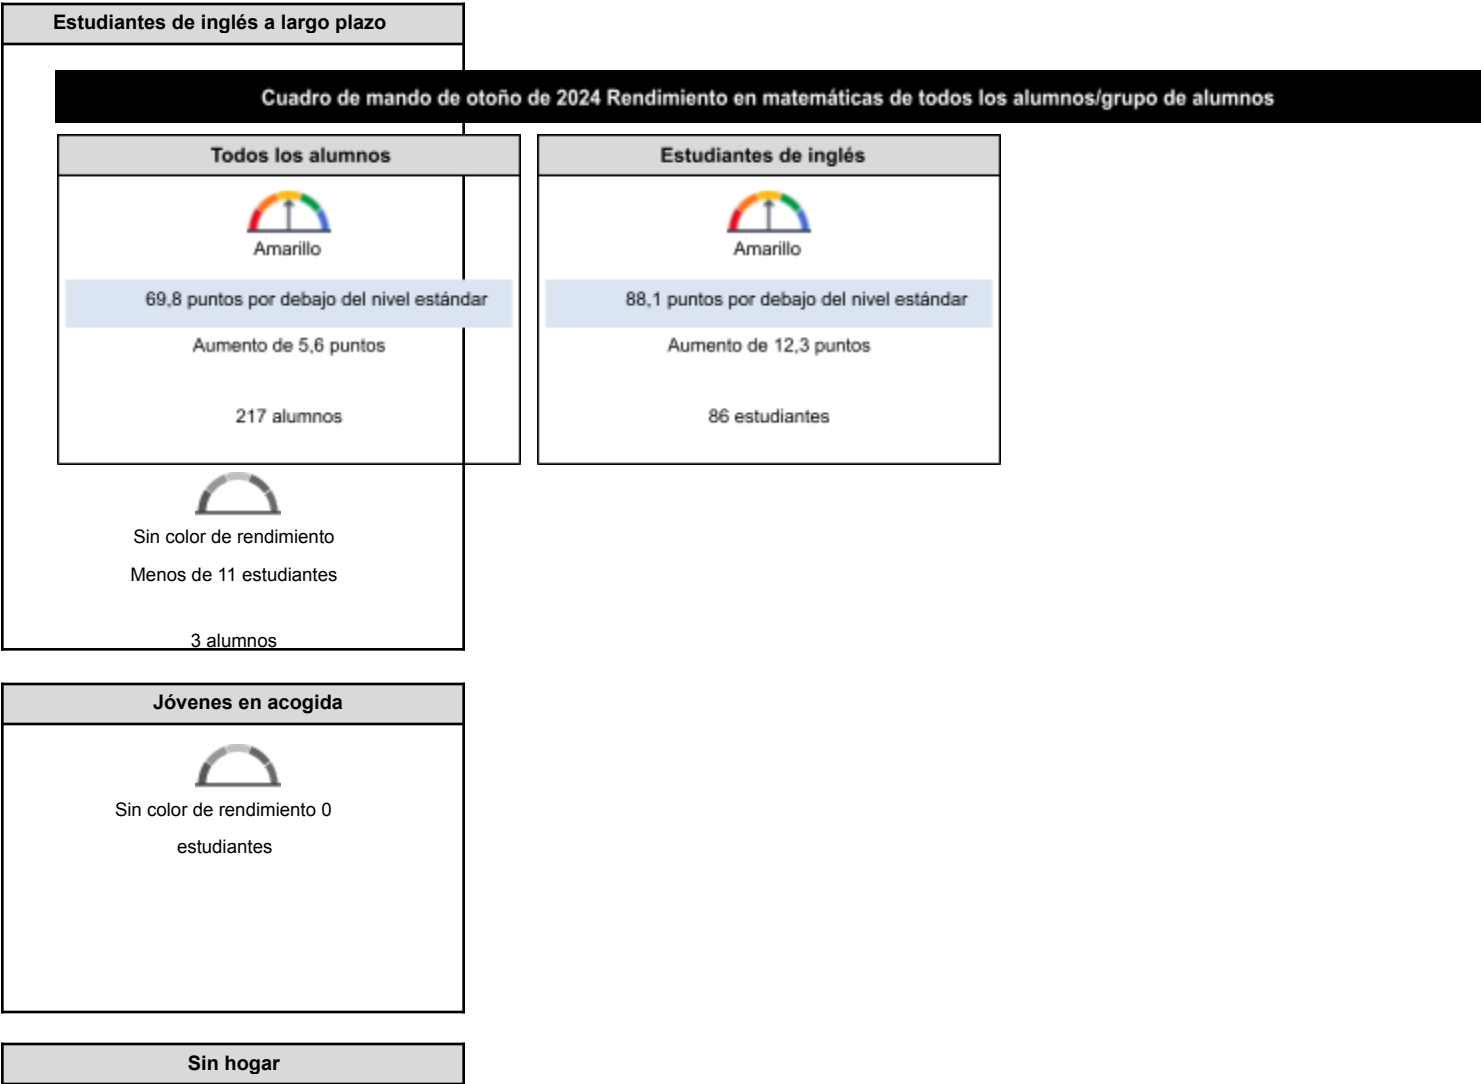 Estudiantes de inglés a largo plazo
Cuadro de mando de otoño de 2024 Rendimiento en matemáticas de todos los alumnos/grupo de alumnos
Todos los alumnos
Amarillo
69,8 puntos por debajo del nivel estándar
Aumento de 5,6 puntos
217 alumnos
Estudiantes de inglés
Amarillo
88,1 puntos por debajo del nivel estándar
Aumento de 12,3 puntos
86 estudiantes
Sin color de rendimiento
Menos de 11 estudiantes
3 alumnos
Jóvenes en acogida
Sin color de rendimiento 0
estudiantes
Sin hogar